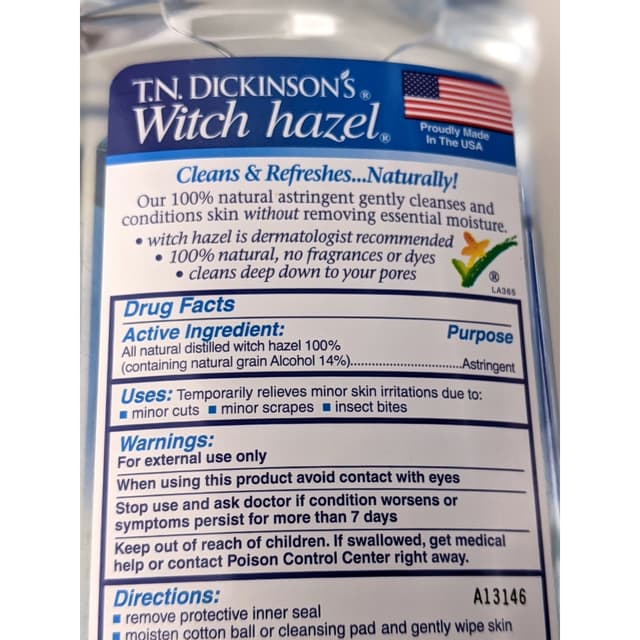 T.N. DICKINSON'S®
Witch hazel®
Proudly Made
In The USA
Cleans & Refreshes...Naturally!
Our 100% natural astringent gently cleanses and
conditions skin without removing essential moisture.
• witch hazel is dermatologist recommended
• 100% natural, no fragrances or dyes
• cleans deep down to your pores
®
LA365
Drug Facts
Active Ingredient: Purpose
All natural distilled witch hazel 100%
(containing natural grain Alcohol 14%)..............................Astringent
Uses: Temporarily relieves minor skin irritations due to:
■ minor cuts ■ minor scrapes ■ insect bites
Warnings:
For external use only
When using this product avoid contact with eyes
Stop use and ask doctor if condition worsens or
symptoms persist for more than 7 days
Keep out of reach of children. If swallowed, get medical
help or contact Poison Control Center right away.
Directions: A13146
■ remove protective inner seal
■ moisten cotton ball or cleansing pad and gently wipe skin